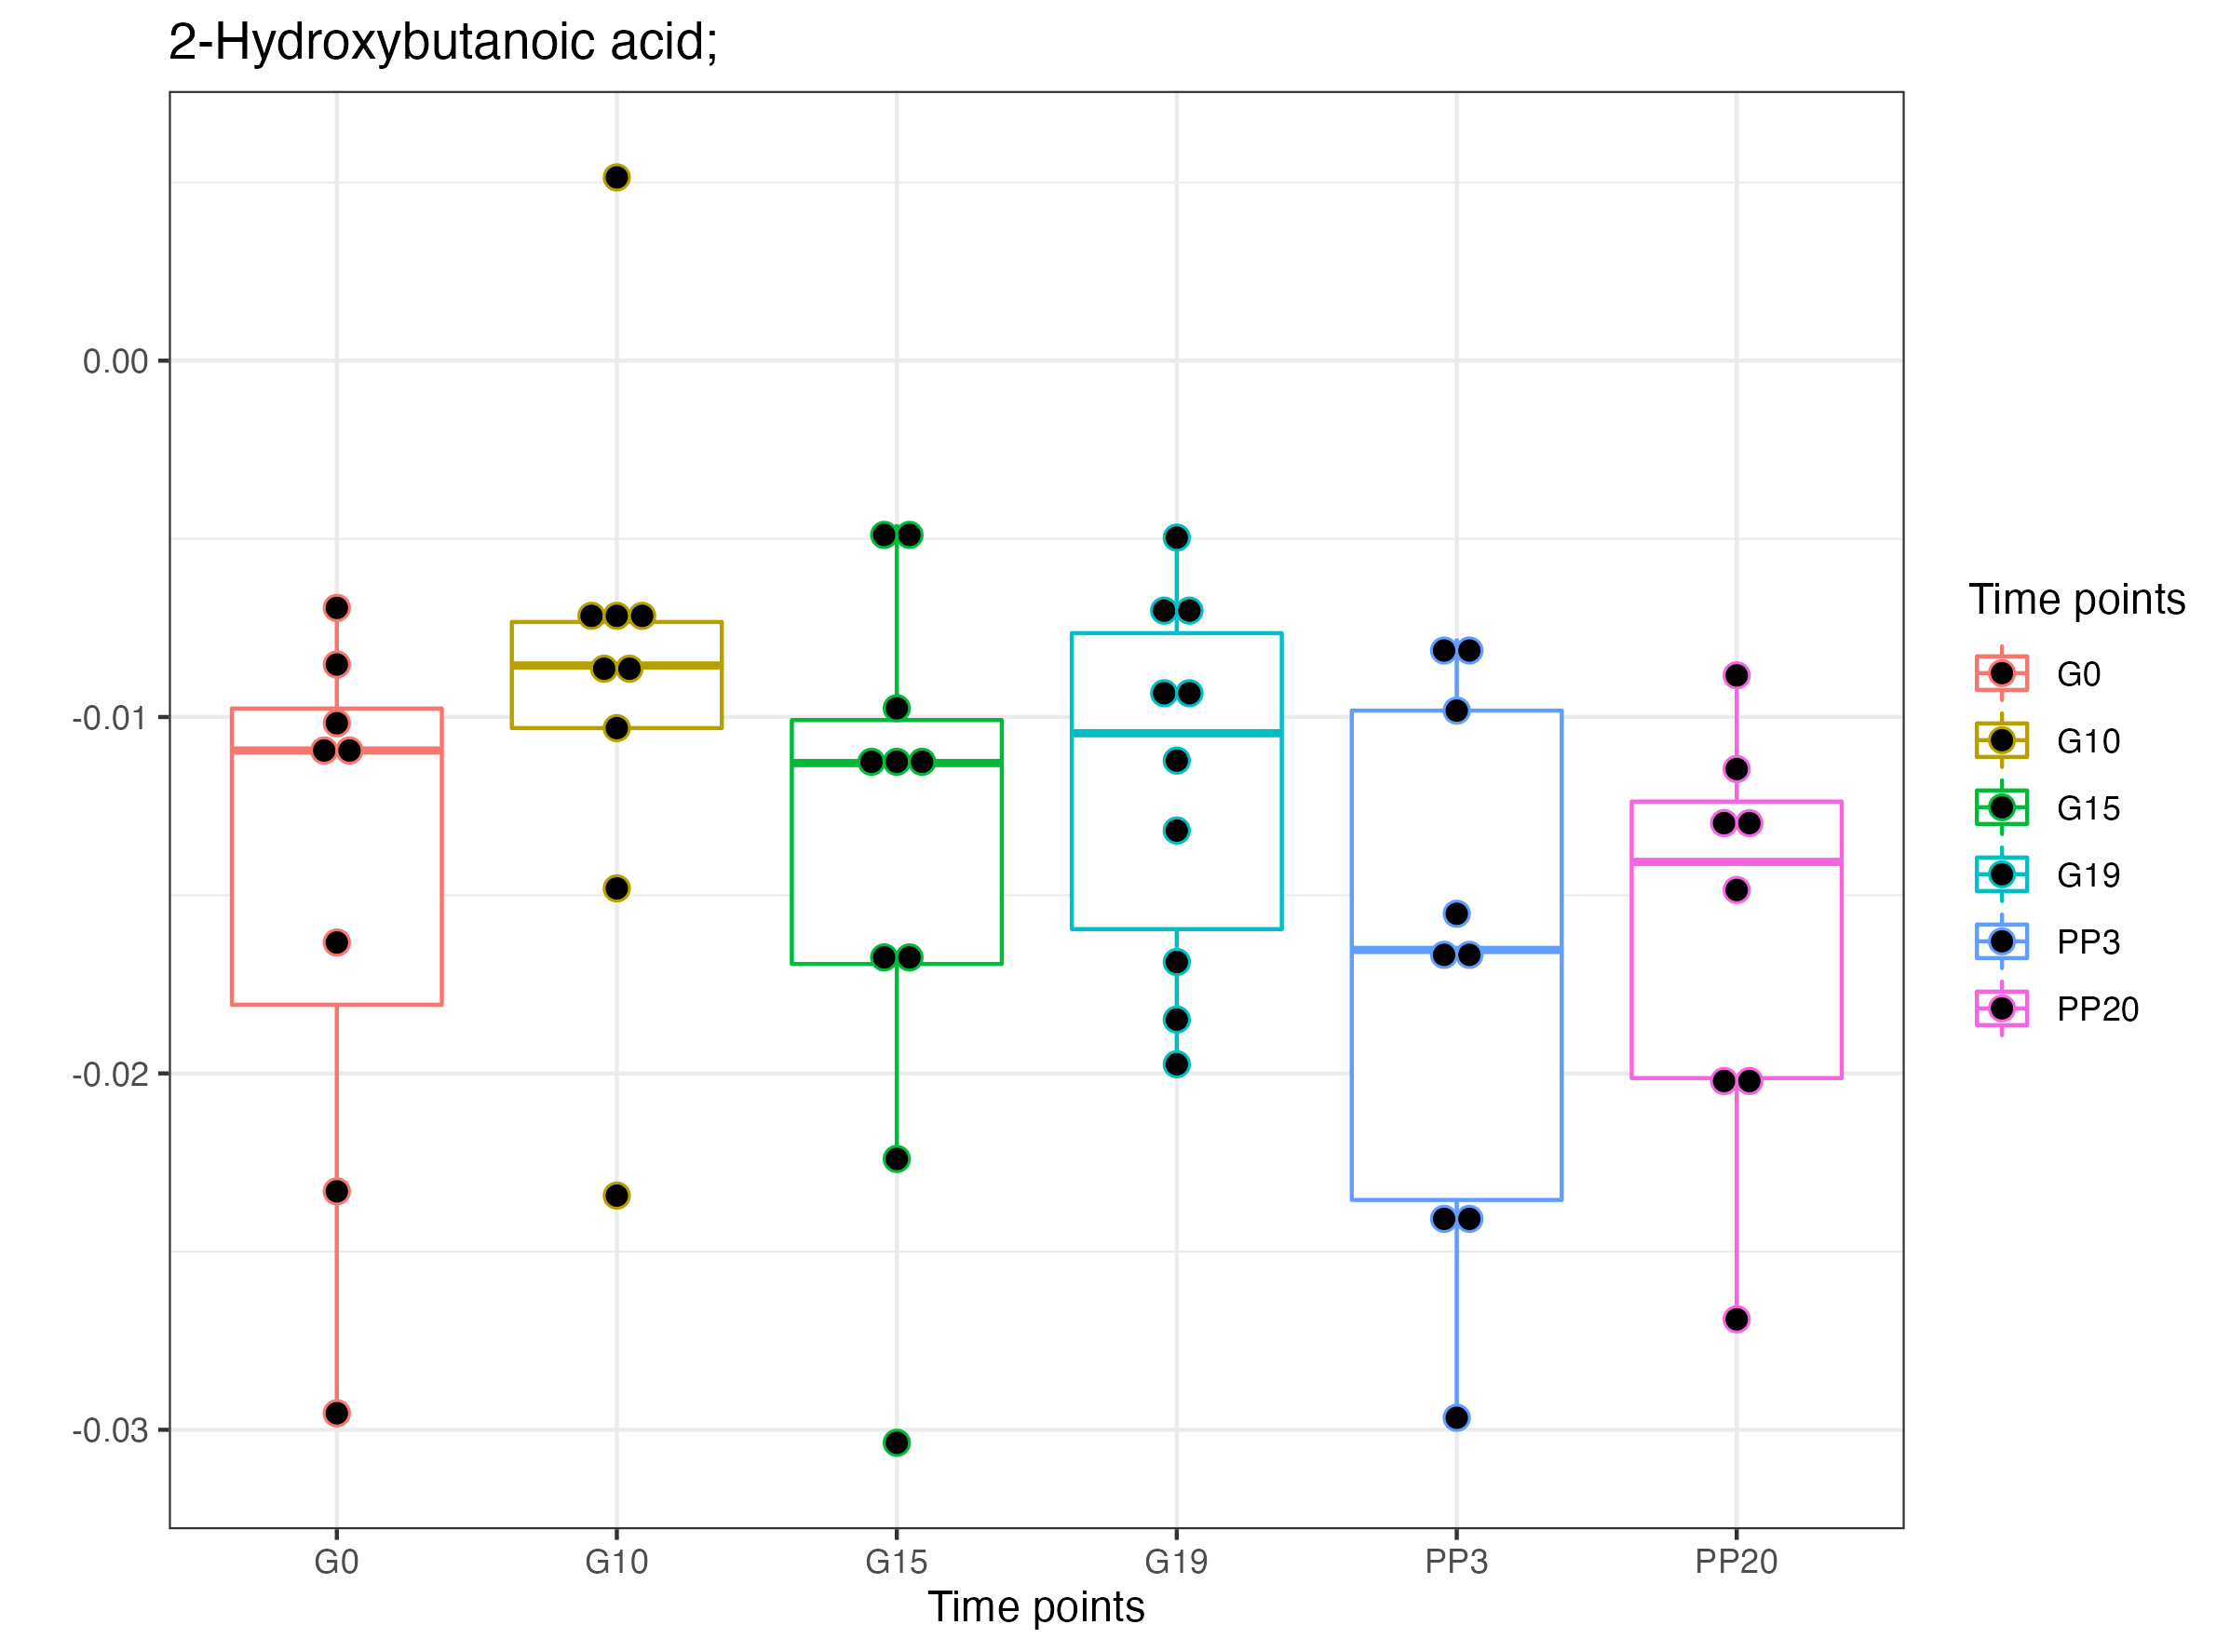 2-Hydroxybutanoic acid;
0.00
-0.01
-0.02
-0.03
G0
G10
G15
G19
PP3
PP20
Time points
Time points
G0
G10
G15
G19
PP3
PP20